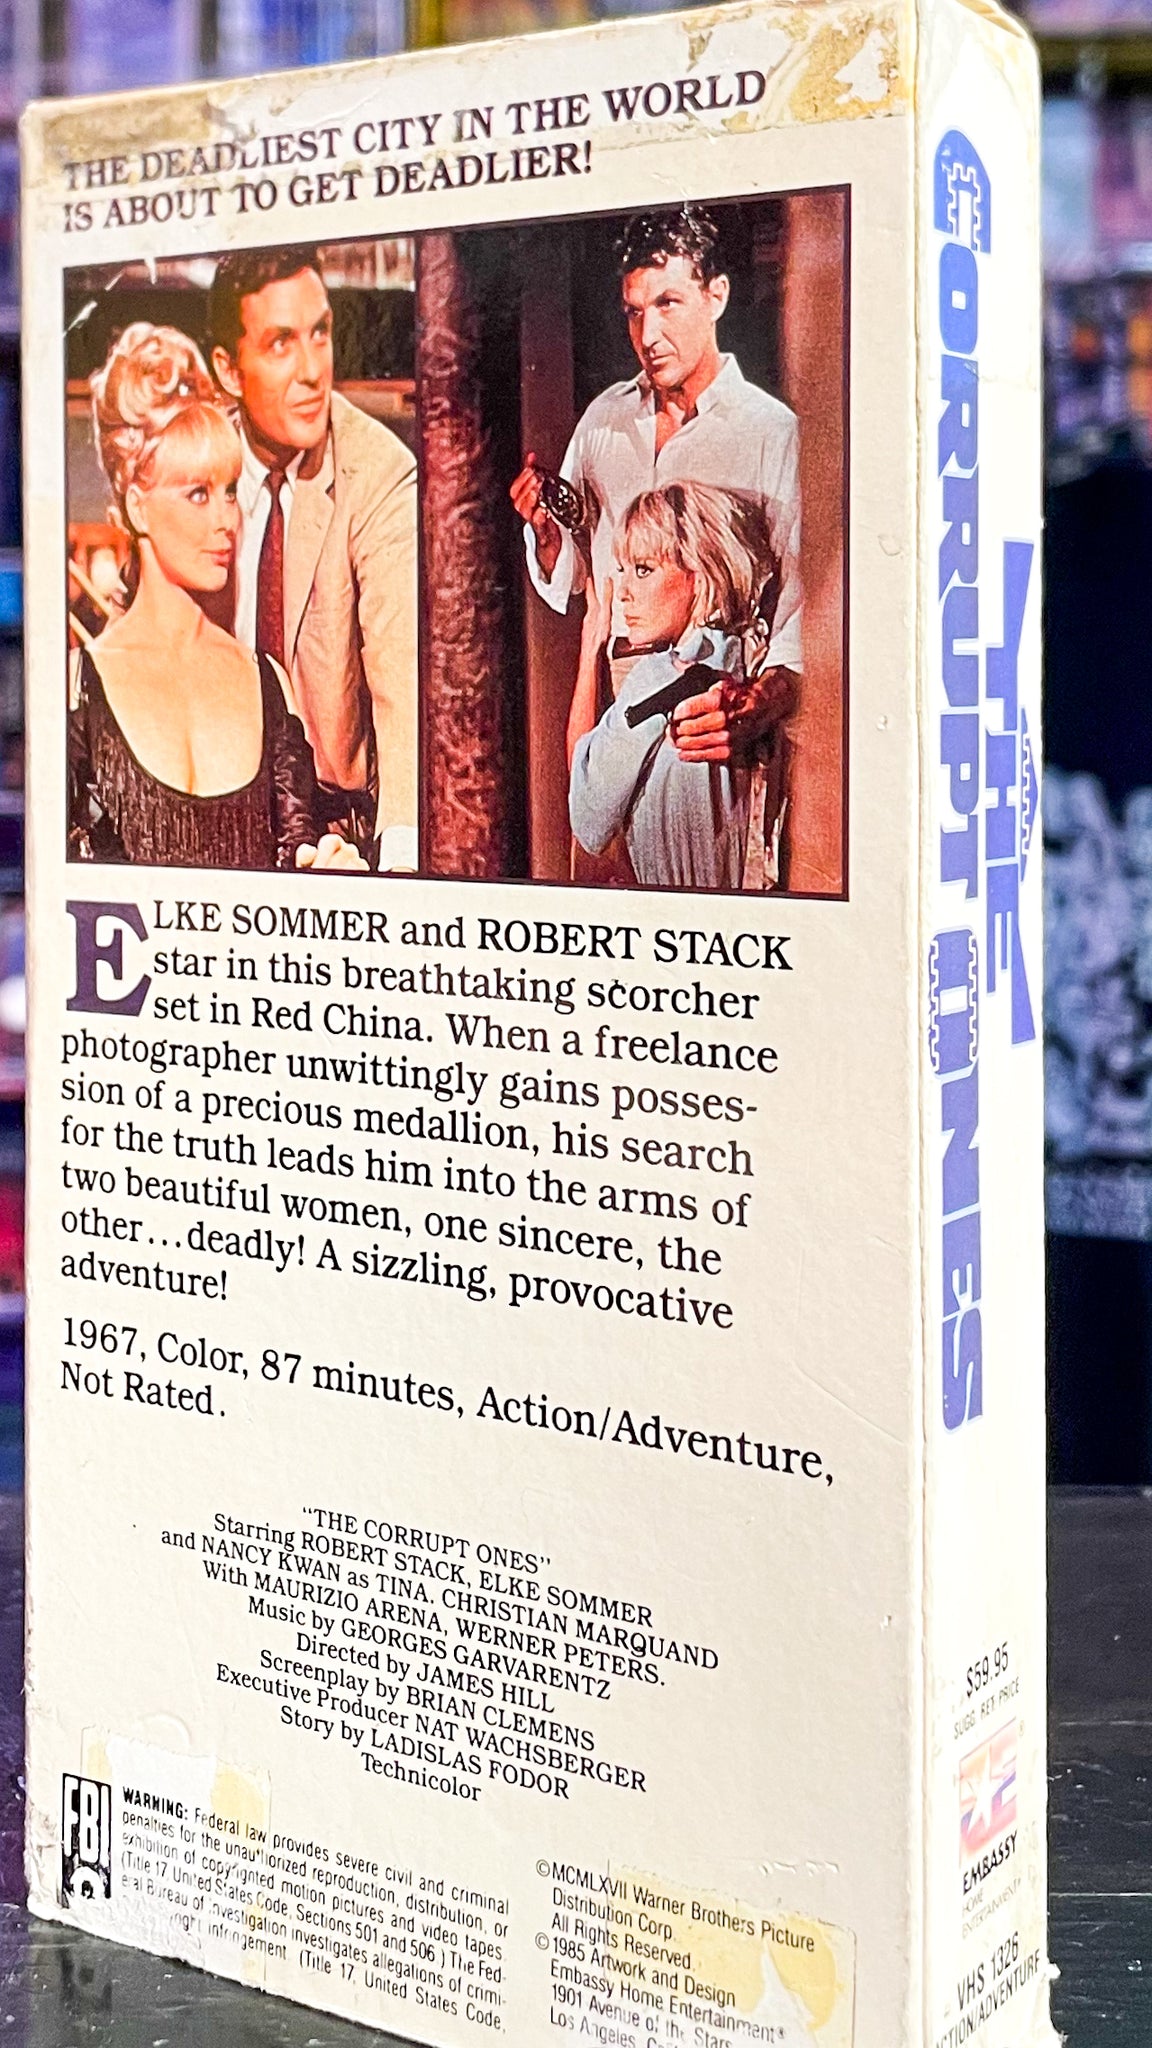 THE DEADLIEST CITY IN THE WORLD
IS ABOUT TO GET DEADLIER!
ELKE SOMMER and ROBERT STACK
star in this breathtaking scorcher
set in Red China. When a freelance
photographer unwittingly gains posses-
sion of a precious medallion, his search
for the truth leads him into the arms of
two beautiful women, one sincere, the
other...deadly! A sizzling, provocative
adventure!
1967, Color, 87 minutes, Action/Adventure,
Not Rated.
"THE CORRUPT ONES"
Starring ROBERT STACK, ELKE SOMMER
and NANCY KWAN as TINA. CHRISTIAN MARQUAND
With MAURIZIO ARENA, WERNER PETERS.
Music by GEORGES GARVARENTZ
Directed by JAMES HILL
Screenplay by BRIAN CLEMENS
Executive Producer NAT WACHSBERGER
Story by LADISLAS FODOR
Technicolor
FBI
WARNING: Federal law provides severe civil and criminal
penalties for the unauthorized reproduction, distribution, or
exhibition of copyrighted motion pictures and video tapes.
(Title 17 United States Code, Sections 501 and 506.) The Fed-
eral Bureau of Investigation investigates allegations of crimi-
infringement. (Title 17, United States Code,
©MCMLXVII Warner Brothers Picture
Distribution Corp.
All Rights Reserved.
©1985 Artwork and Design
Embassy Home Entertainment®
1901 Avenue of the Stars
Los Angeles,
THE
CORRUPT ONES
$59.95
SUGG. RET. PRICE
E ®
EMBASSY
HOME
ENTERTAINMENT
VHS 1326
ACTION/ADVENTURE